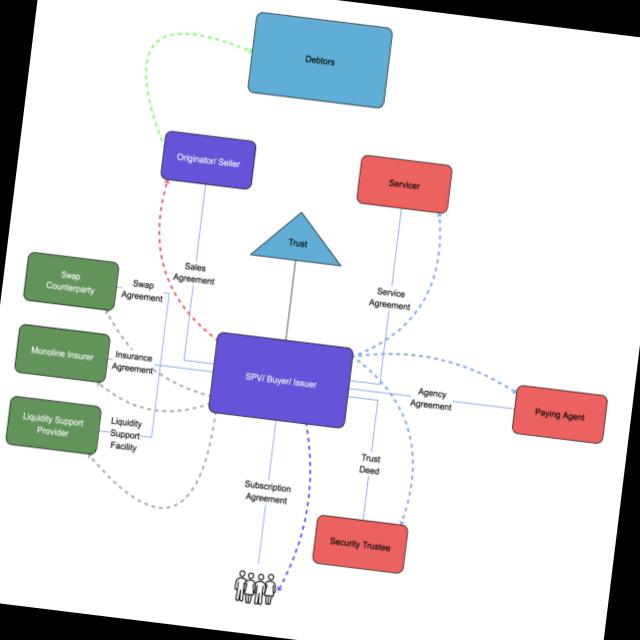 Debtors
Originator/ Seller
Servicer
Trust
Sales
Agreement
Swap
Counterparty
Swap
Agreement
Service
Agreement
Monoline Insurer
Insurance
Agreement
SPV/ Buyer/ Issuer
Agency
Agreement
Paying Agent
Liquidity Support
Provider
Liquidity
Support
Facility
Trust
Deed
Subscription
Agreement
Security Trustee